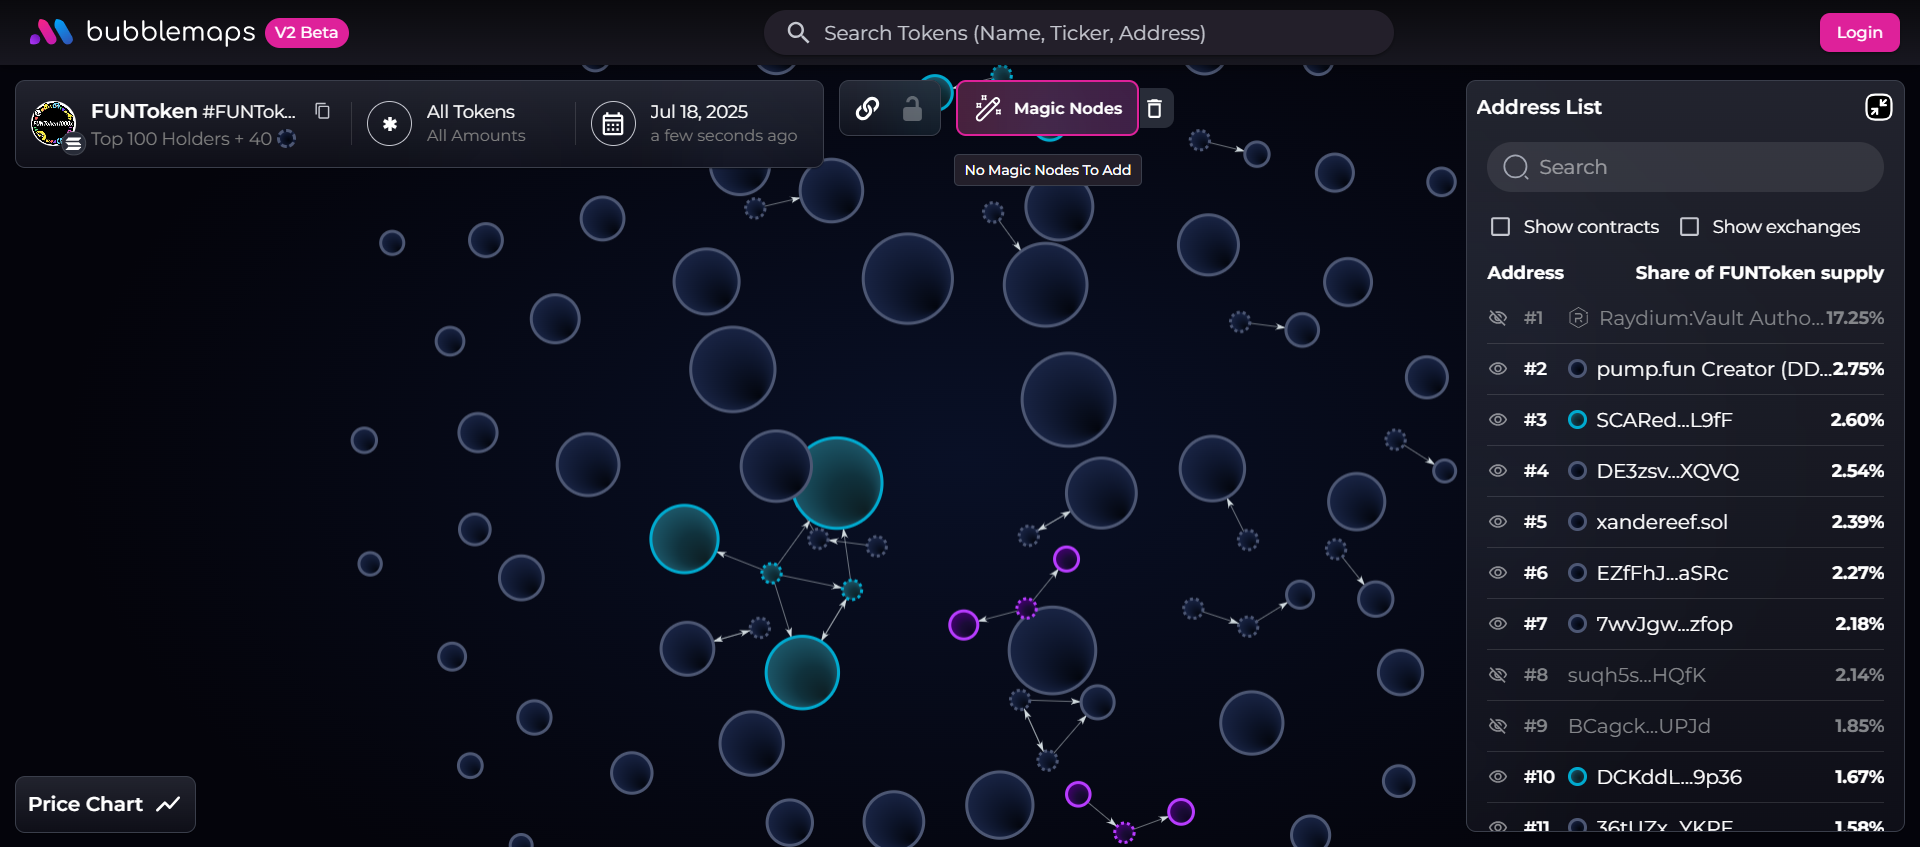 bubblemaps V2 Beta
Search Tokens (Name, Ticker, Address)
Login
FUNToken #FUNTok...
Top 100 Holders + 40
All Tokens
All Amounts
Jul 18, 2025
a few seconds ago
Magic Nodes
No Magic Nodes To Add
Address List
Search
Show contracts Show exchanges
Address Share of FUNToken supply
#1 Raydium:Vault Autho... 17.25%
#2 pump.fun Creator (DD... 2.75%
#3 SCARed...L9fF 2.60%
#4 DE3zsv...XQVQ 2.54%
#5 xandereef.sol 2.39%
#6 EZfFhJ...aSRc 2.27%
#7 7wvJgw...zfop 2.18%
#8 suqh5s...HQfK 2.14%
#9 BCagck...UPJd 1.85%
#10 DCKddL...9p36 1.67%
#11 1.58%
Price Chart